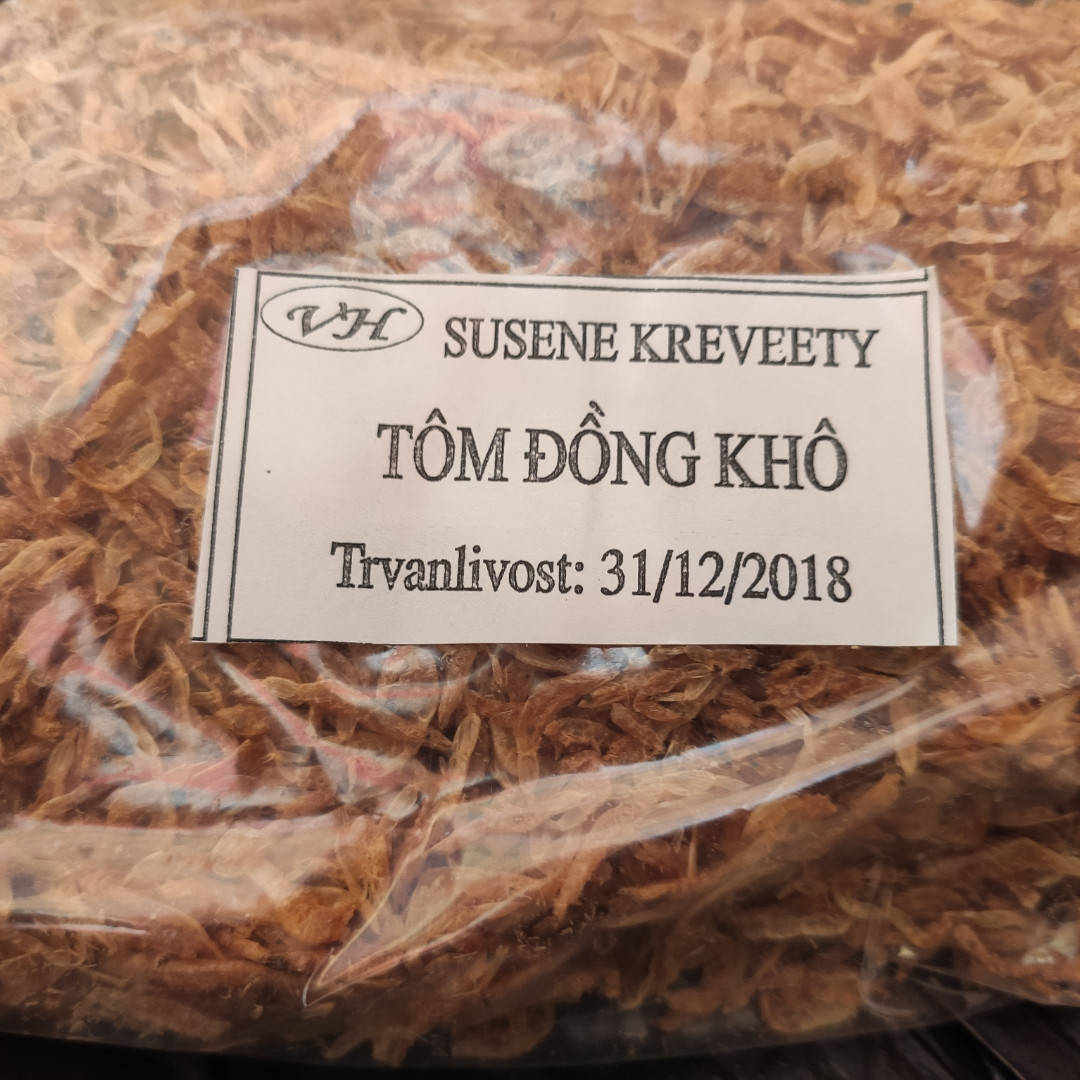 VH
SUSENE KREVEETY
TÔM ĐỒNG KHÔ
Trvanlivost: 31/12/2018